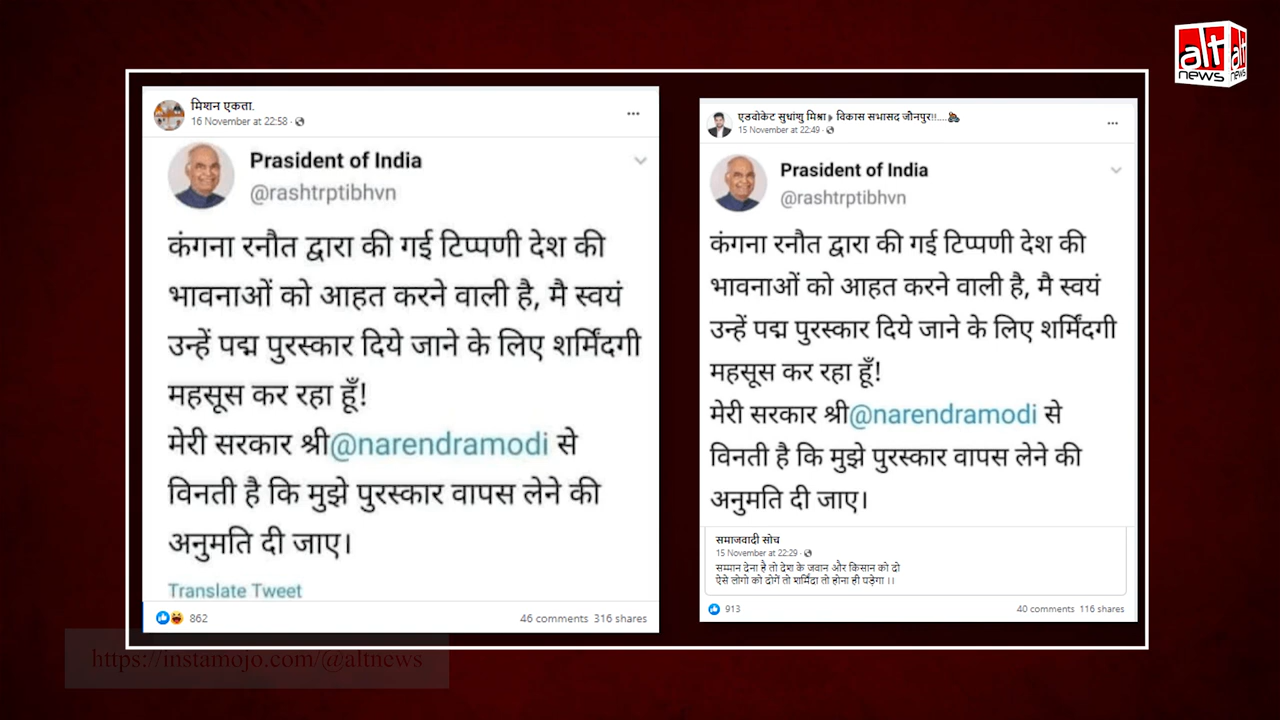 alt
news
alt
मिशन एकता.
16 November at 22:58
Prasident of India
@rashtrptibhvn
कंगना रनौत द्वारा की गई टिप्पणी देश की
भावनाओं को आहत करने वाली है, मै स्वयं
उन्हें पद्म पुरस्कार दिये जाने के लिए शर्मिंदगी
महसूस कर रहा हूँ!
मेरी सरकार श्री@narendramodi से
विनती है कि मुझे पुरस्कार वापस लेने की
अनुमति दी जाए।
Translate Tweet
862
46 comments 316 shares
एडवोकेट सुधांशु मिश्रा ▸ विकास सभासद जौनपुर!!....
15 November at 22:49
Prasident of India
@rashtrptibhvn
कंगना रनौत द्वारा की गई टिप्पणी देश की
भावनाओं को आहत करने वाली है, मै स्वयं
उन्हें पद्म पुरस्कार दिये जाने के लिए शर्मिंदगी
महसूस कर रहा हूँ!
मेरी सरकार श्री@narendramodi से
विनती है कि मुझे पुरस्कार वापस लेने की
अनुमति दी जाए।
समाजवादी सोच
15 November at 22:29
सम्मान देना है तो देश के जवान और किसान को दो
ऐसे लोगो को दोगें तो शर्मिंदा तो होना ही पड़ेगा ।।
913
40 comments 116 shares
https://instamojo.com/@altnews